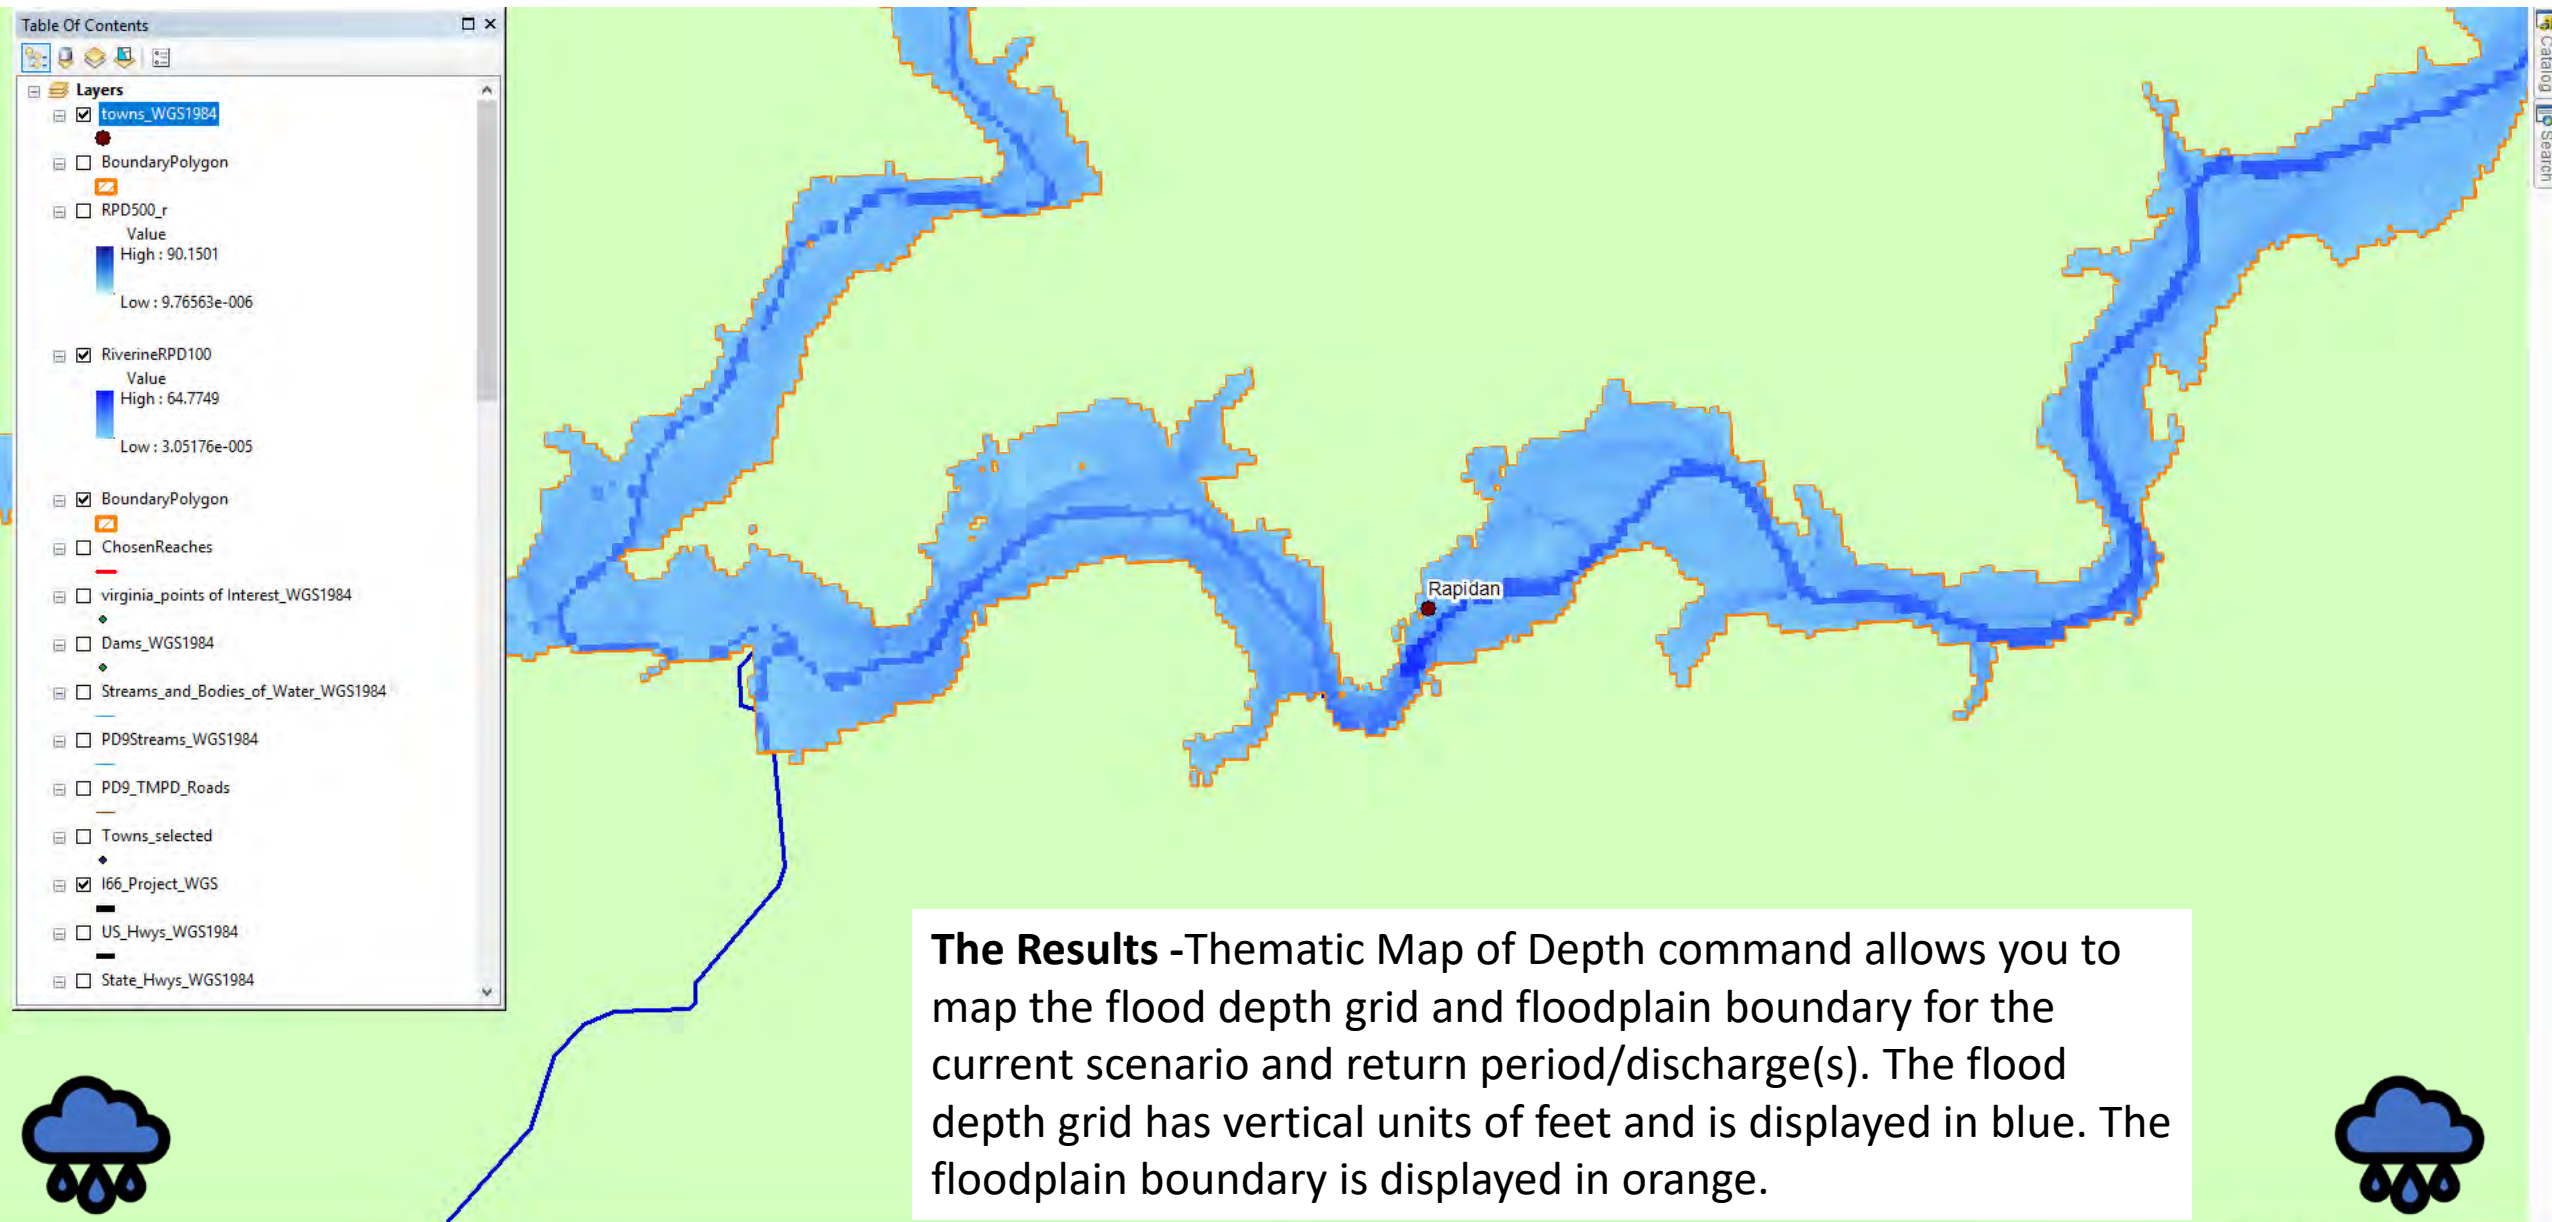 Table Of Contents
Layers
towns_WGS1984
BoundaryPolygon
RPD500_r
Value
High : 90.1501
Low : 9.76563e-006
RiverineRPD100
Value
High : 64.7749
Low : 3.05176e-005
BoundaryPolygon
ChosenReaches
virginia_points of Interest_WGS1984
Dams_WGS1984
Streams_and_Bodies_of_Water_WGS1984
PD9Streams_WGS1984
PD9_TMPD_Roads
Towns_selected
I66_Project_WGS
US_Hwys_WGS1984
State_Hwys_WGS1984
Rapidan
Catalog
Search
The Results -Thematic Map of Depth command allows you to
map the flood depth grid and floodplain boundary for the
current scenario and return period/discharge(s). The flood
depth grid has vertical units of feet and is displayed in blue. The
floodplain boundary is displayed in orange.